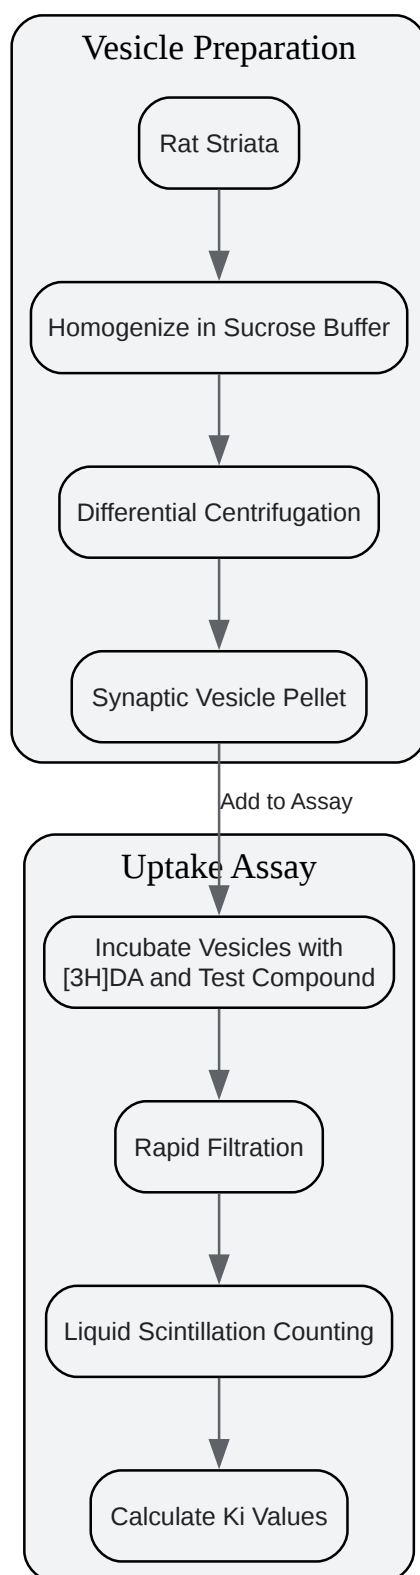 Vesicle Preparation
Rat Striata
Homogenize in Sucrose Buffer
Differential Centrifugation
Synaptic Vesicle Pellet
Add to Assay
Uptake Assay
Incubate Vesicles with
[3H]DA and Test Compound
Rapid Filtration
Liquid Scintillation Counting
Calculate Ki Values